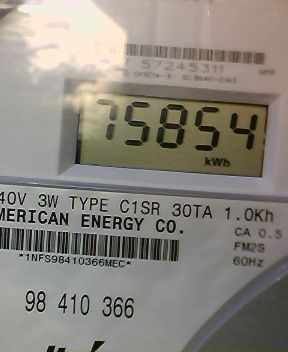 57245311
75854
kWh
40V 3W TYPE C1SR 30TA 1.0Kh
MERICAN ENERGY CO.
CA 0.5
FM2S
*1NFS98410366MEC*
60Hz
98 410 366